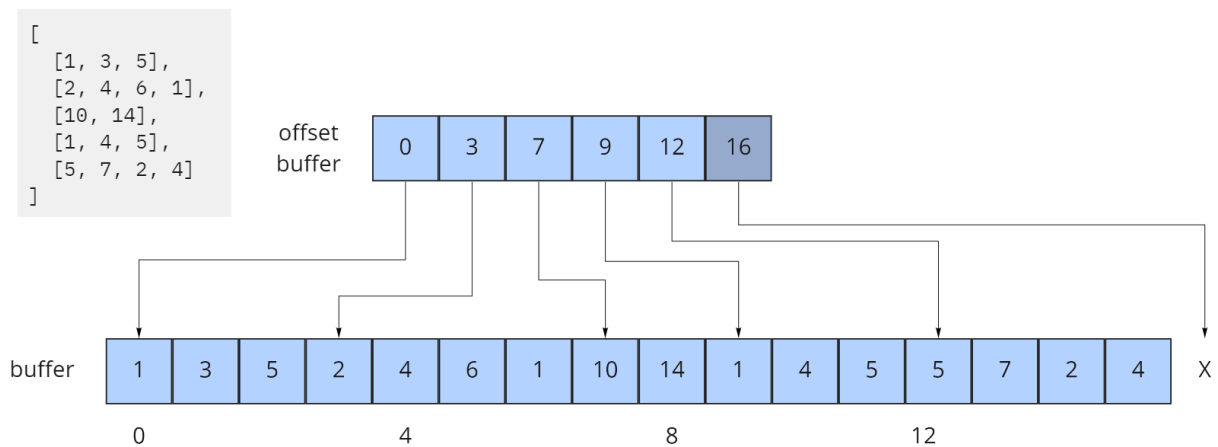 [
[1, 3, 5],
[2, 4, 6, 1],
[10, 14],
[1, 4, 5],
[5, 7, 2, 4]
]
offset
buffer
0 3 7 9 12 16
buffer 1 3 5 2 4 6 1 10 14 1 4 5 5 7 2 4 X
0 4 8 12